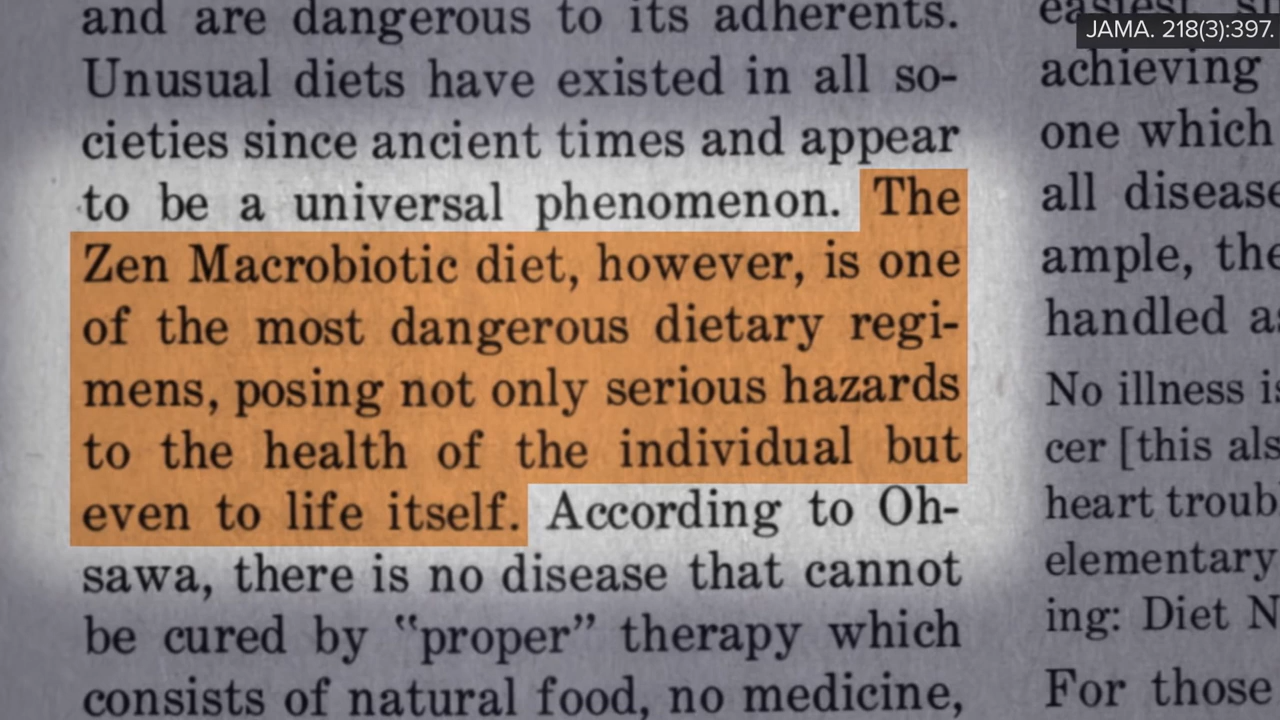 JAMA. 218(3):397.
and are dangerous to its adherents.
Unusual diets have existed in all so-
cieties since ancient times and appear
to be a universal phenomenon. The
Zen Macrobiotic diet, however, is one
of the most dangerous dietary regi-
mens, posing not only serious hazards
to the health of the individual but
even to life itself. According to Oh-
sawa, there is no disease that cannot
be cured by "proper" therapy which
consists of natural food, no medicine,
easiest
achieving
one which
all disease
ample, the
handled
No illness
cer [this
heart
elementary
ing: Diet
For those